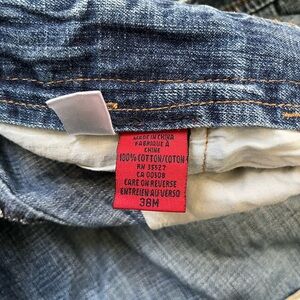 MADE IN CHINA
FABRIQUE A
CHINE
100% COTTON/COTON
RN 35527
CA 00508
CARE ON REVERSE
ENTRETIEN AU VERSO
38M